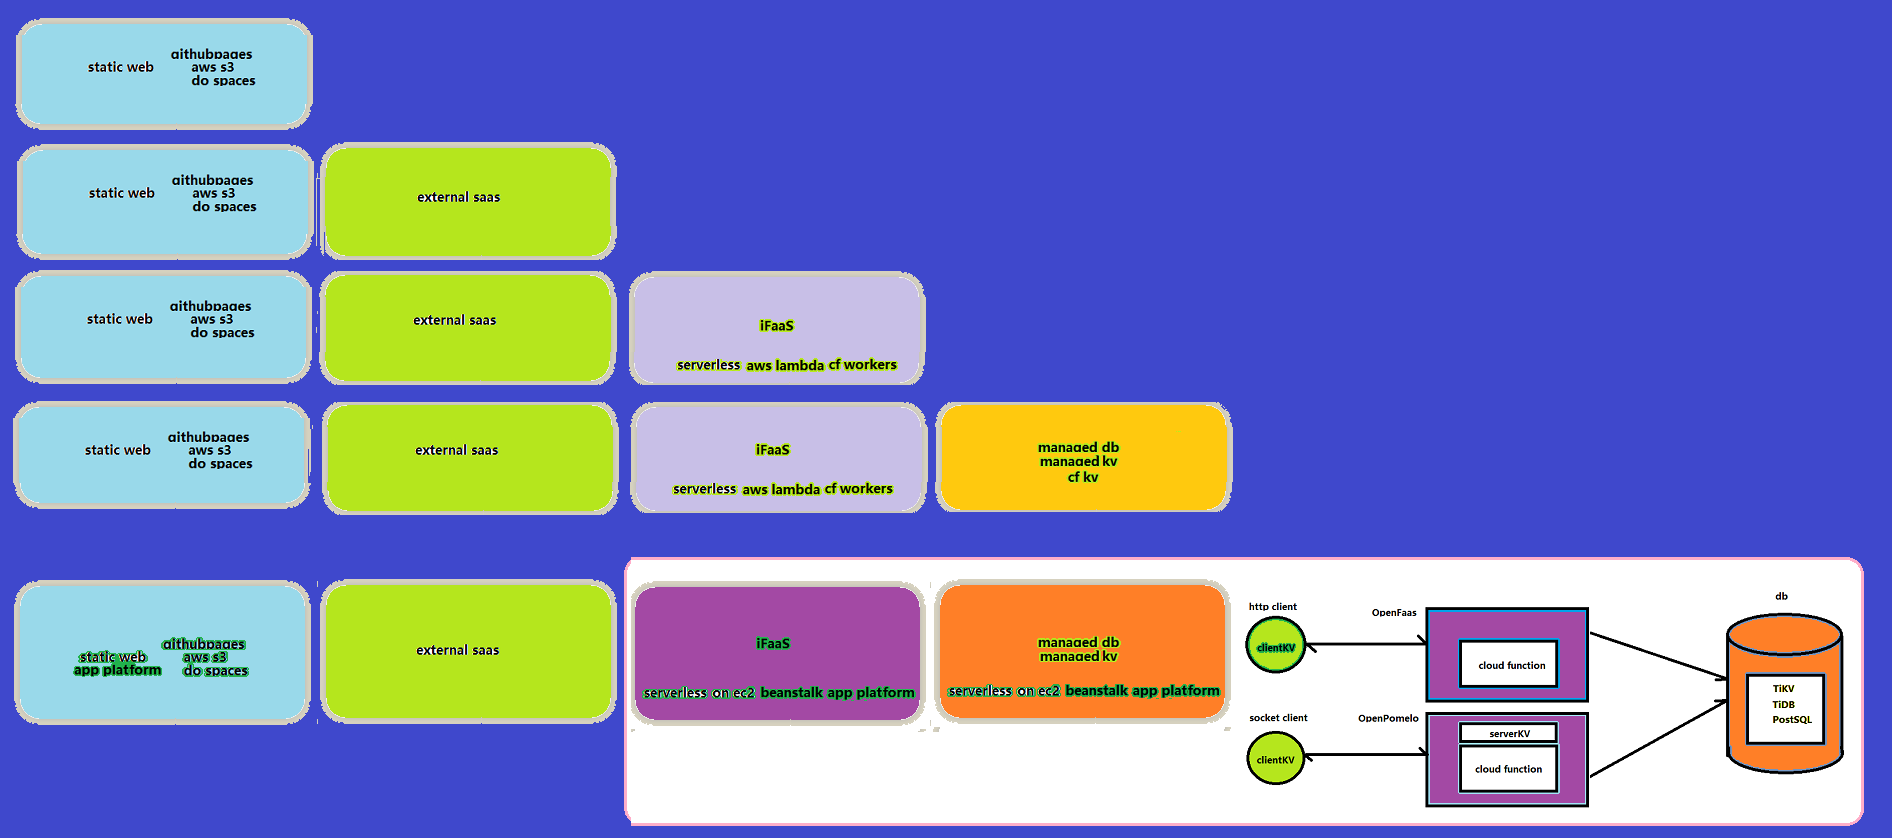 static web
githubpages
aws s3
do spaces
static web
githubpages
aws s3
do spaces
external saas
static web
githubpages
aws s3
do spaces
external saas
iFaaS
serverless aws lambda cf workers
static web
githubpages
aws s3
do spaces
external saas
iFaaS
serverless aws lambda cf workers
managed db
managed kv
cf kv
static web
app platform
githubpages
aws s3
do spaces
external saas
iFaaS
serverless on ec2 beanstalk app platform
managed db
managed kv
serverless on ec2 beanstalk app platform
http client
clientKV
OpenFaas
cloud function
socket client
clientKV
OpenPomelo
serverKV
cloud function
db
TiKV
TiDB
PostSQL